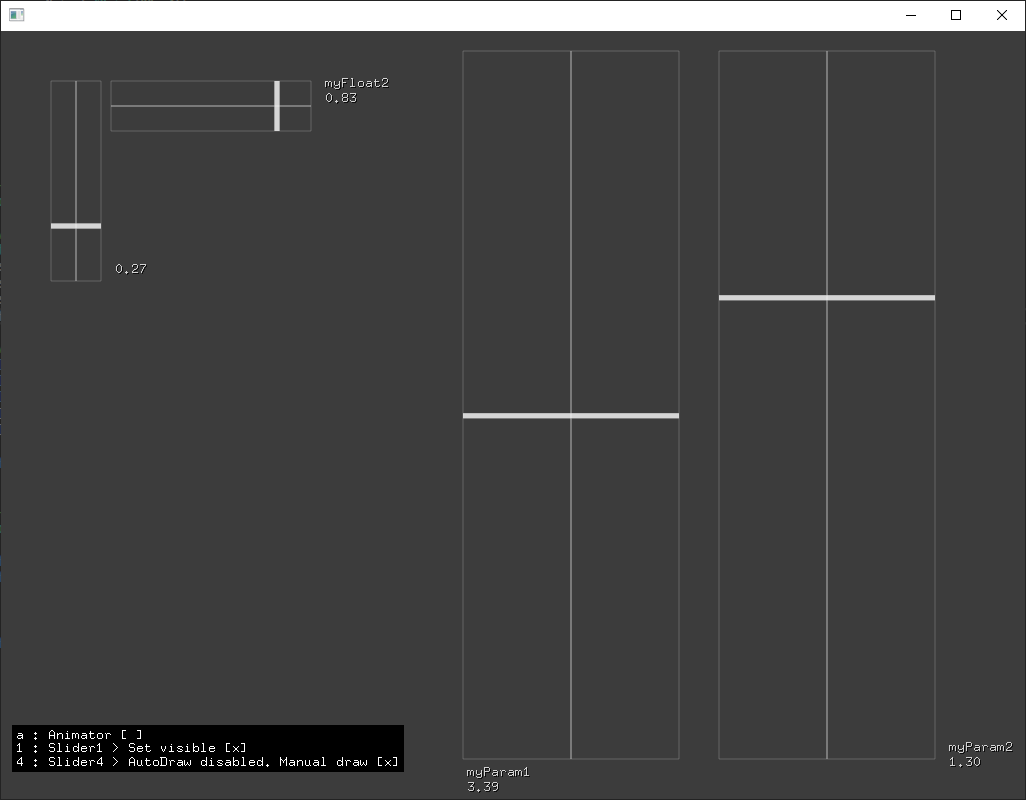 myFloat2
0.83
0.27
a : Animator [ ]
1 : Slider1 > Set visible [x]
4 : Slider4 > AutoDraw disabled. Manual draw [x]
myParam1
3.39
myParam2
1.30